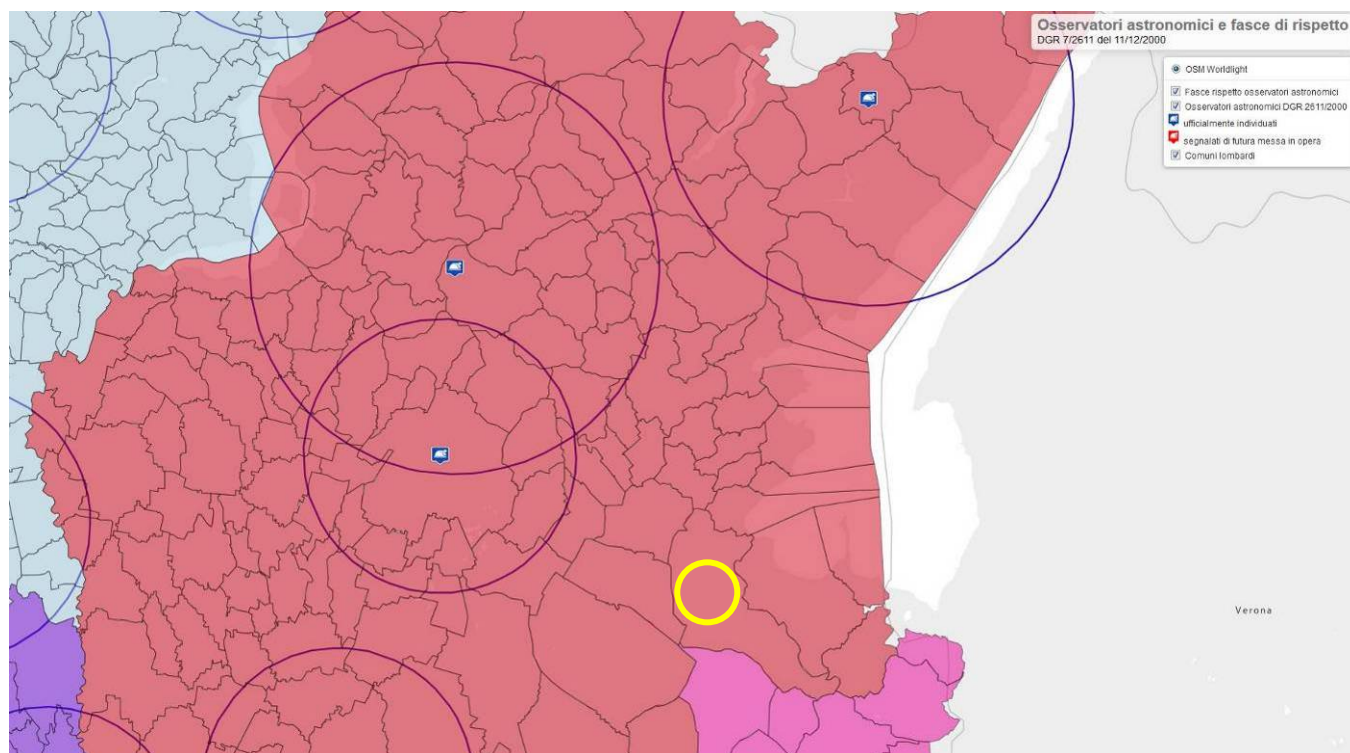 Osservatori astronomici e fasce di rispetto
DGR 7/2611 del 11/12/2000
OSM Worldlight
Fasce rispetto osservatori astronomici
Osservatori astronomici DGR 2611/2000
ufficialmente individuati
segnalati di futura messa in opera
Comuni lombardi
Verona